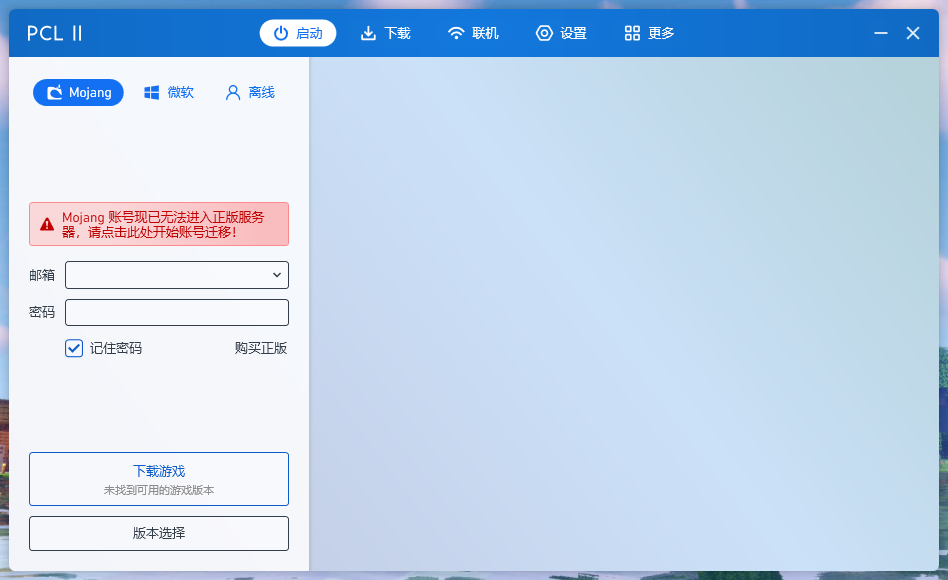 PCL II
启动
下载
联机
设置
更多
Mojang
微软
离线
Mojang 账号现已无法进入正版服务
器，请点击此处开始账号迁移！
邮箱
密码
记住密码
购买正版
下载游戏
未找到可用的游戏版本
版本选择